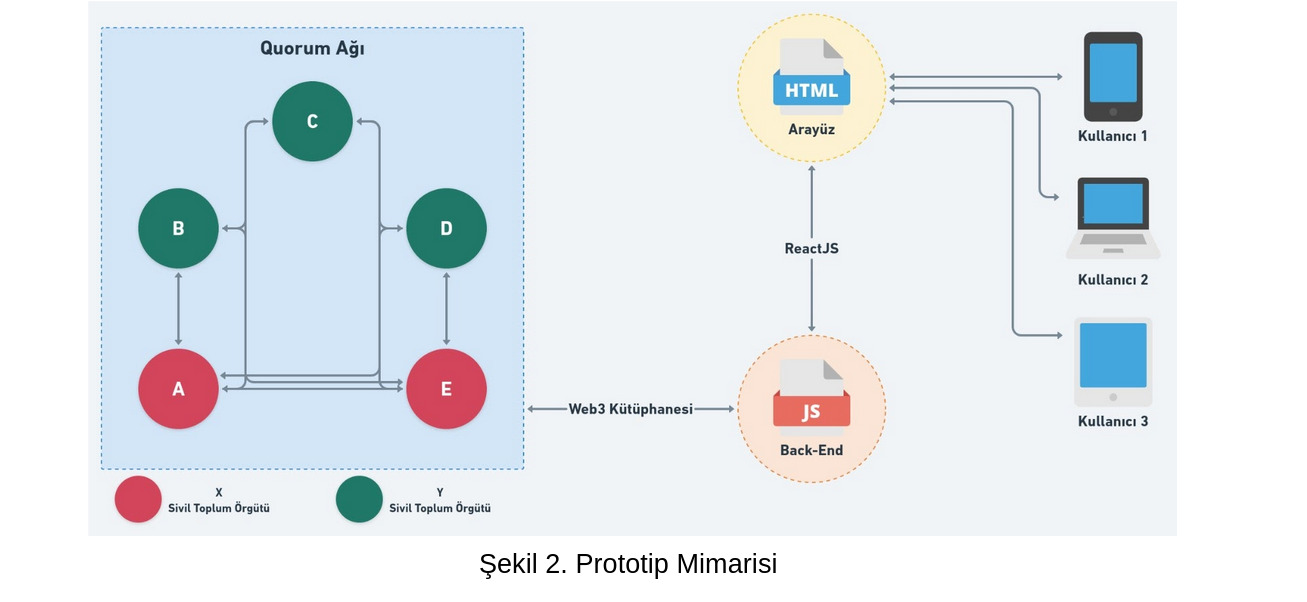 Quorum Ağı
C
B
D
A
E
X
Sivil Toplum Örgütü
Y
Sivil Toplum Örgütü
Web3 Kütüphanesi
HTML
Arayüz
ReactJS
JS
Back-End
Kullanıcı 1
Kullanıcı 2
Kullanıcı 3
Şekil 2. Prototip Mimarisi